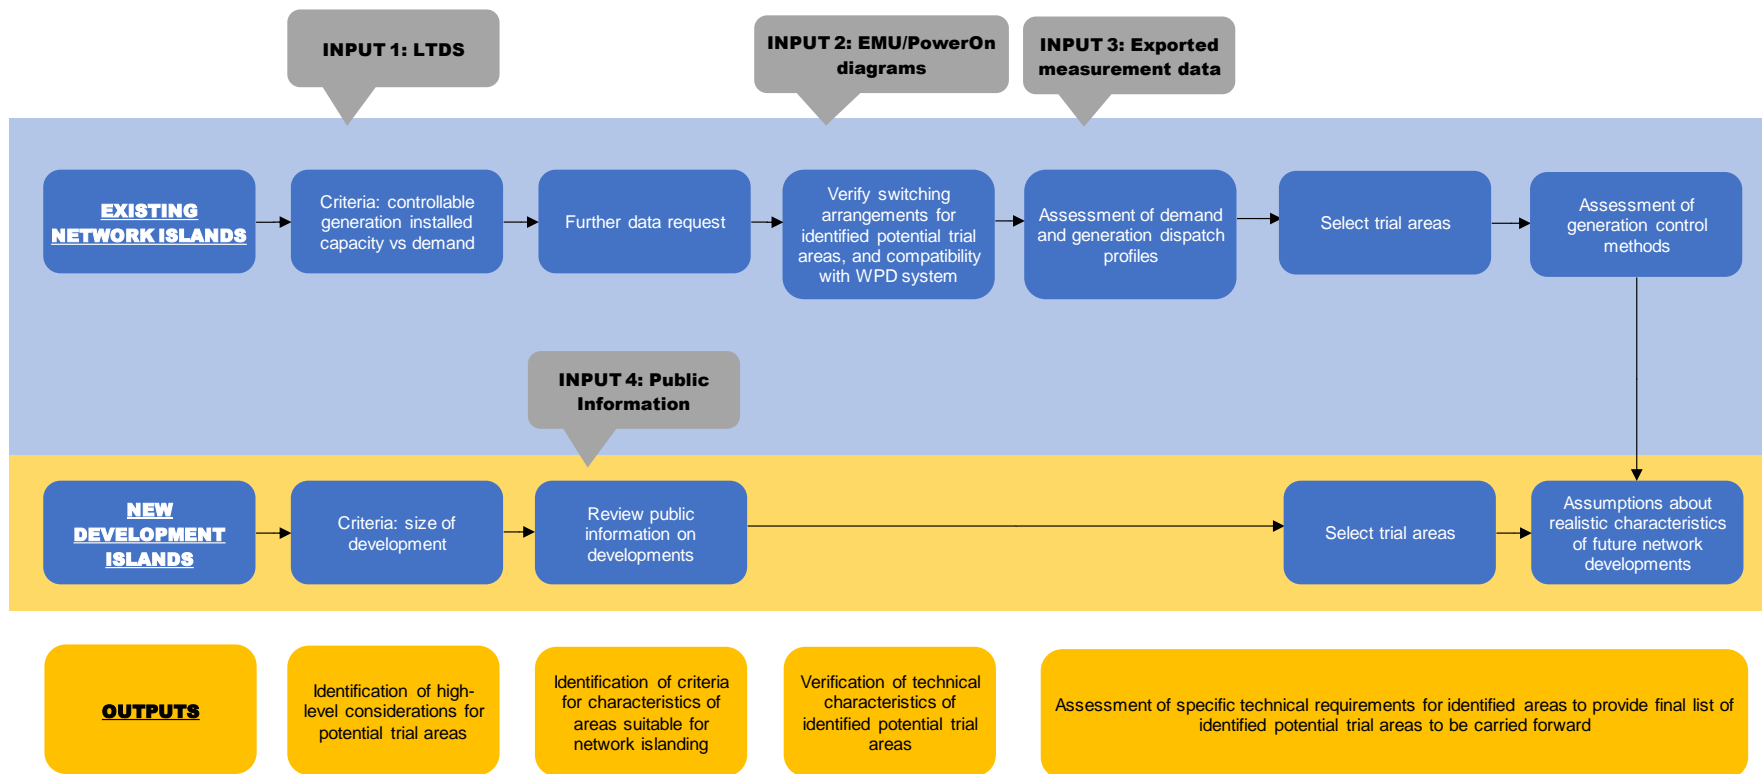 INPUT 1: LTDS
INPUT 2: EMU/PowerOn
diagrams
INPUT 3: Exported
measurement data
EXISTING
NETWORK ISLANDS
Criteria: controllable
generation installed
capacity vs demand
Further data request
Verify switching
arrangements for
identified potential trial
areas, and compatibility
with WPD system
Assessment of demand
and generation dispatch
profiles
Select trial areas
Assessment of
generation control
methods
INPUT 4: Public
Information
NEW
DEVELOPMENT
ISLANDS
Criteria: size of
development
Review public
information on
developments
Select trial areas
Assumptions about
realistic characteristics
of future network
developments
OUTPUTS
Identification of high-
level considerations for
potential trial areas
Identification of criteria
for characteristics of
areas suitable for
network islanding
Verification of technical
characteristics of
identified potential trial
areas
Assessment of specific technical requirements for identified areas to provide final list of
identified potential trial areas to be carried forward